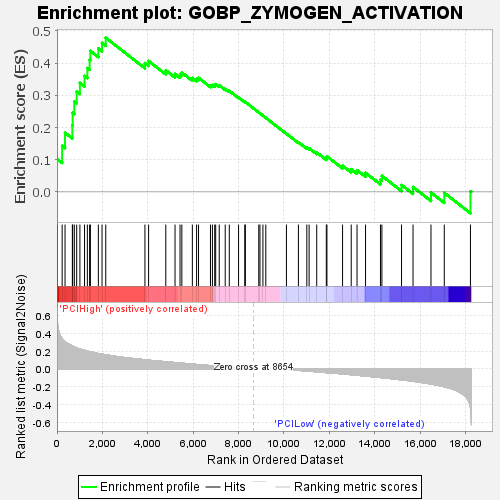 Enrichment plot: GOBP_ZYMOGEN_ACTIVATION
Enrichment score (ES)
0.5
0.4
0.3
0.2
0.1
0.0
Ranked list metric (Signal2Noise)
'PCIHigh' (positively correlated)
0.6
0.4
0.2
0.0
-0.2
-0.4
-0.6
Zero cross at 8654
'PCILow' (negatively correlated)
0 2,000 4,000 6,000 8,000 10,000 12,000 14,000 16,000 18,000
Rank in Ordered Dataset
Enrichment profile Hits Ranking metric scores